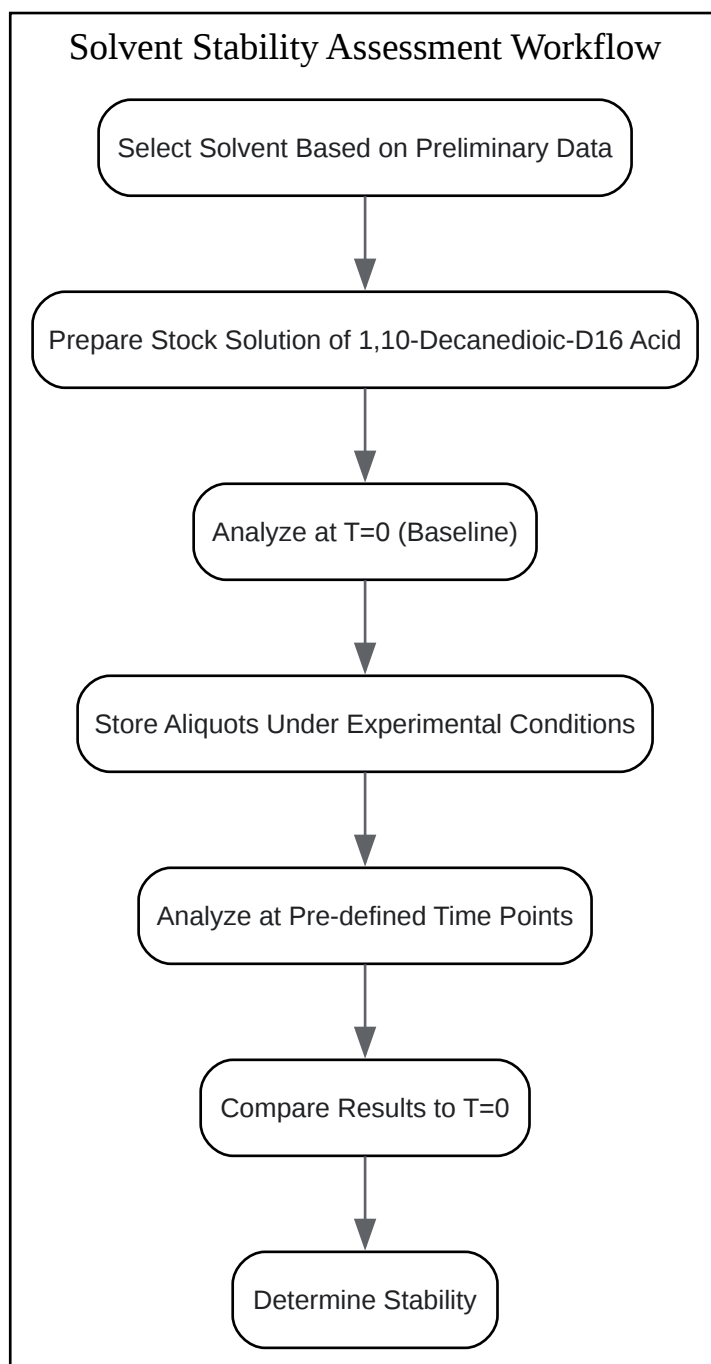 Solvent Stability Assessment Workflow
Select Solvent Based on Preliminary Data
Prepare Stock Solution of 1,10-Decanedioic-D16 Acid
Analyze at T=0 (Baseline)
Store Aliquots Under Experimental Conditions
Analyze at Pre-defined Time Points
Compare Results to T=0
Determine Stability